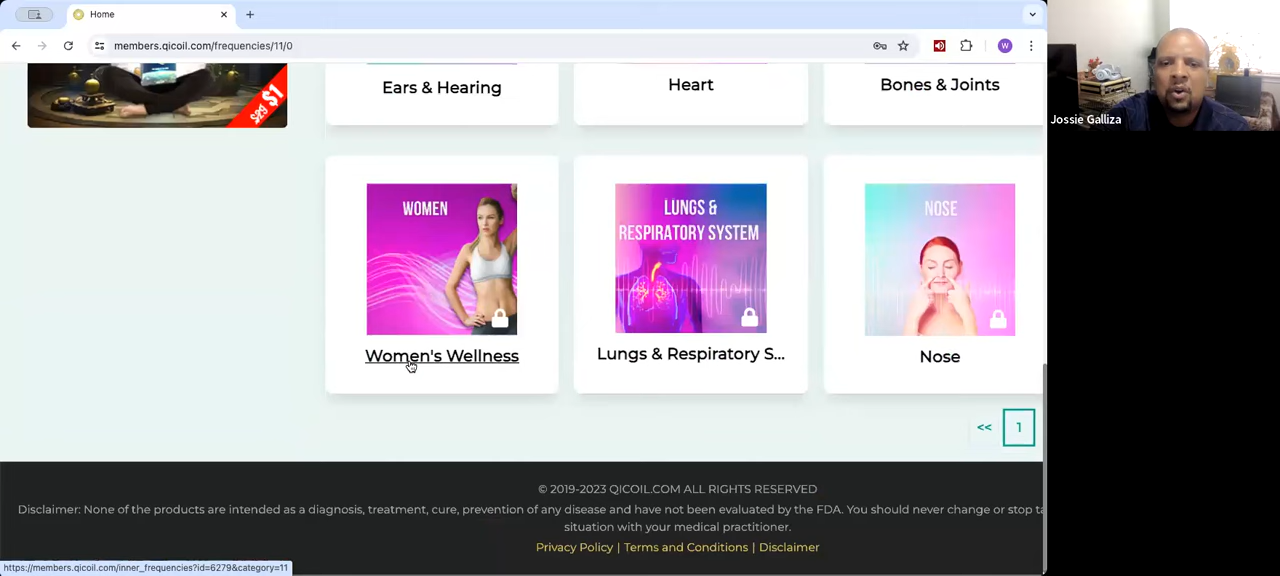 Home
members.qicoil.com/frequencies/11/0
W
$29 $1
Ears & Hearing
Heart
Bones & Joints
Jossie Galliza
WOMEN
LUNGS &
RESPIRATORY SYSTEM
NOSE
Women's Wellness
Lungs & Respiratory S...
Nose
<<
1
© 2019-2023 QICOIL.COM ALL RIGHTS RESERVED
Disclaimer: None of the products are intended as a diagnosis, treatment, cure, prevention of any disease and have not been evaluated by the FDA. You should never change or stop ta
situation with your medical practitioner.
Privacy Policy | Terms and Conditions | Disclaimer
https://members.qicoil.com/inner_frequencies?id=6279&category=11